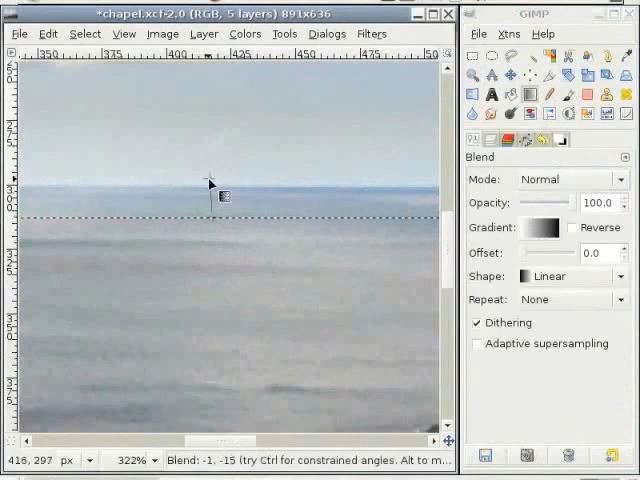 *chapel.xcf-2.0 (RGB, 5 layers) 891x636
File Edit Select View Image Layer Colors Tools Dialogs Filters
350 375 400 425 450 475 50
416, 297 px 322% Blend: -1, -15 (try Ctrl for constrained angles. Alt to m...
GIMP
File Xtns Help
Blend
Mode: Normal
Opacity: 100.0
Gradient: Reverse
Offset: 0.0
Shape: Linear
Repeat: None
Dithering
Adaptive supersampling